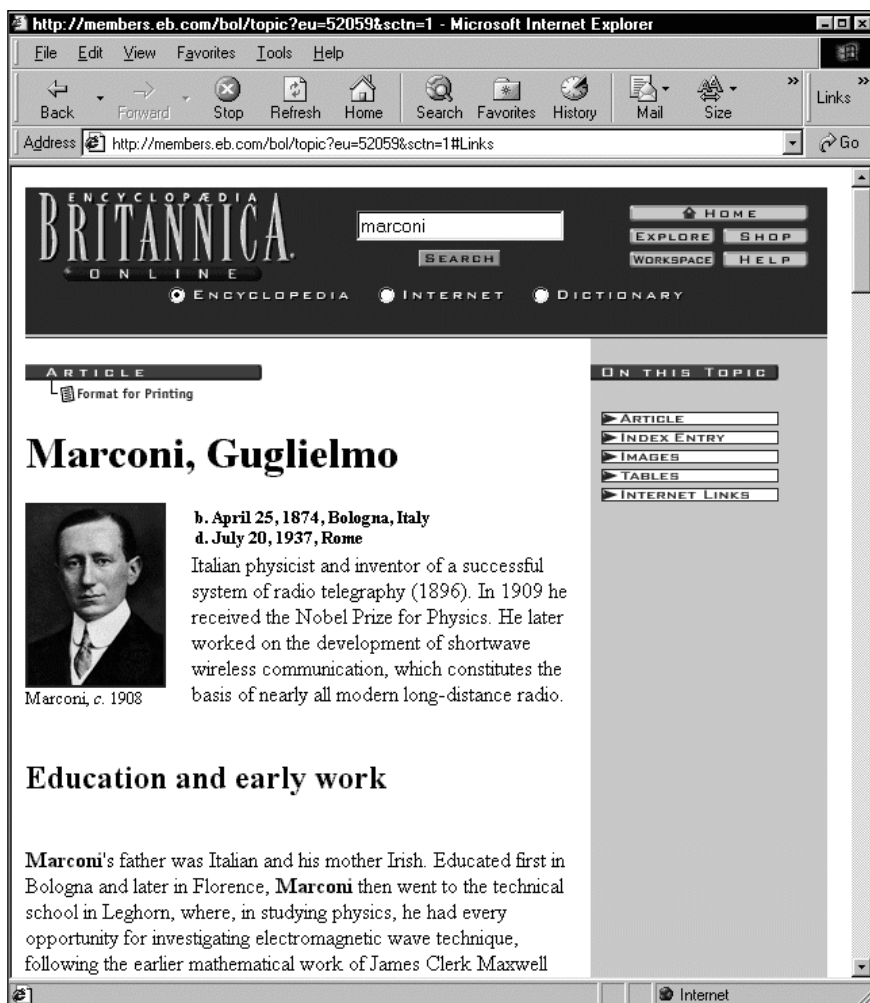 http://members.eb.com/bol/topic?eu=52059&sctn=1 - Microsoft Internet Explorer
File Edit View Favorites Tools Help
Back Forward Stop Refresh Home Search Favorites History Mail Size » Links »
Address http://members.eb.com/bol/topic?eu=52059&sctn=1#Links Go
ENCYCLOPÆDIA
BRITANNICA
ONLINE
marconi
SEARCH
HOME
EXPLORE SHOP
WORKSPACE HELP
ENCYCLOPEDIA INTERNET DICTIONARY
ARTICLE
Format for Printing
ON THIS TOPIC
ARTICLE
INDEX ENTRY
IMAGES
TABLES
INTERNET LINKS
Marconi, Guglielmo
b. April 25, 1874, Bologna, Italy
d. July 20, 1937, Rome
Italian physicist and inventor of a successful
system of radio telegraphy (1896). In 1909 he
received the Nobel Prize for Physics. He later
worked on the development of shortwave
wireless communication, which constitutes the
basis of nearly all modern long-distance radio.
Marconi, c. 1908
Education and early work
Marconi's father was Italian and his mother Irish. Educated first in
Bologna and later in Florence, Marconi then went to the technical
school in Leghorn, where, in studying physics, he had every
opportunity for investigating electromagnetic wave technique,
following the earlier mathematical work of James Clerk Maxwell
Internet